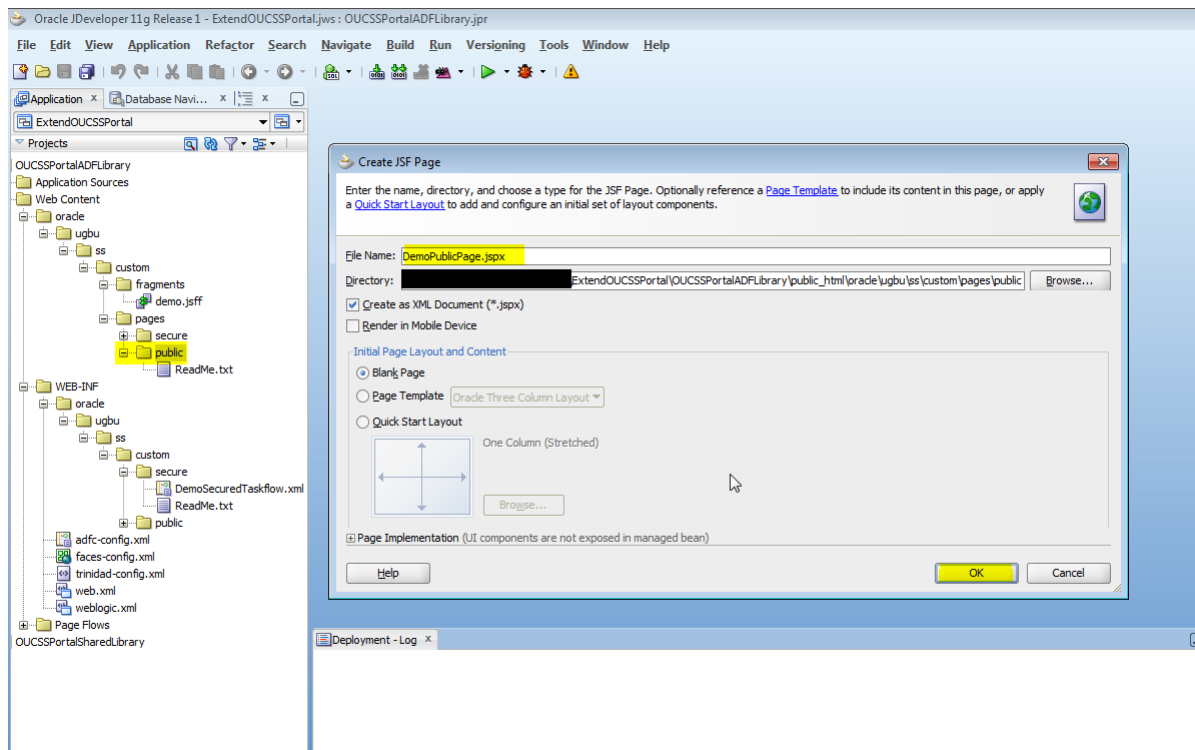 Oracle JDeveloper 11g Release 1 - ExtendOUCSSPortal.jws : OUCSSPortalADFLibrary.jpr
File Edit View Application Refactor Search Navigate Build Run Versioning Tools Window Help
Application x Database Navi... x x
ExtendOUCSSPortal
Projects
OUCSSPortalADFLibrary
Application Sources
Web Content
oracle
ugbu
ss
custom
fragments
demo.jsff
pages
secure
public
ReadMe.txt
WEB-INF
oracle
ugbu
ss
custom
secure
DemoSecuredTaskflow.xml
ReadMe.txt
public
adfc-config.xml
faces-config.xml
trinidad-config.xml
web.xml
weblogic.xml
Page Flows
OUCSSPortalSharedLibrary
Create JSF Page
Enter the name, directory, and choose a type for the JSF Page. Optionally reference a Page Template to include its content in this page, or apply
a Quick Start Layout to add and configure an initial set of layout components.
File Name: DemoPublicPage.jspx
Directory: ExtendOUCSSPortal\OUCSSPortalADFLibrary\public_html\oracle\ugbu\ss\custom\pages\public Browse...
Create as XML Document (*.jspx)
Render in Mobile Device
Initial Page Layout and Content
Blank Page
Page Template Oracle Three Column Layout
Quick Start Layout
One Column (Stretched)
Browse...
Page Implementation (UI components are not exposed in managed bean)
Help OK Cancel
Deployment - Log x